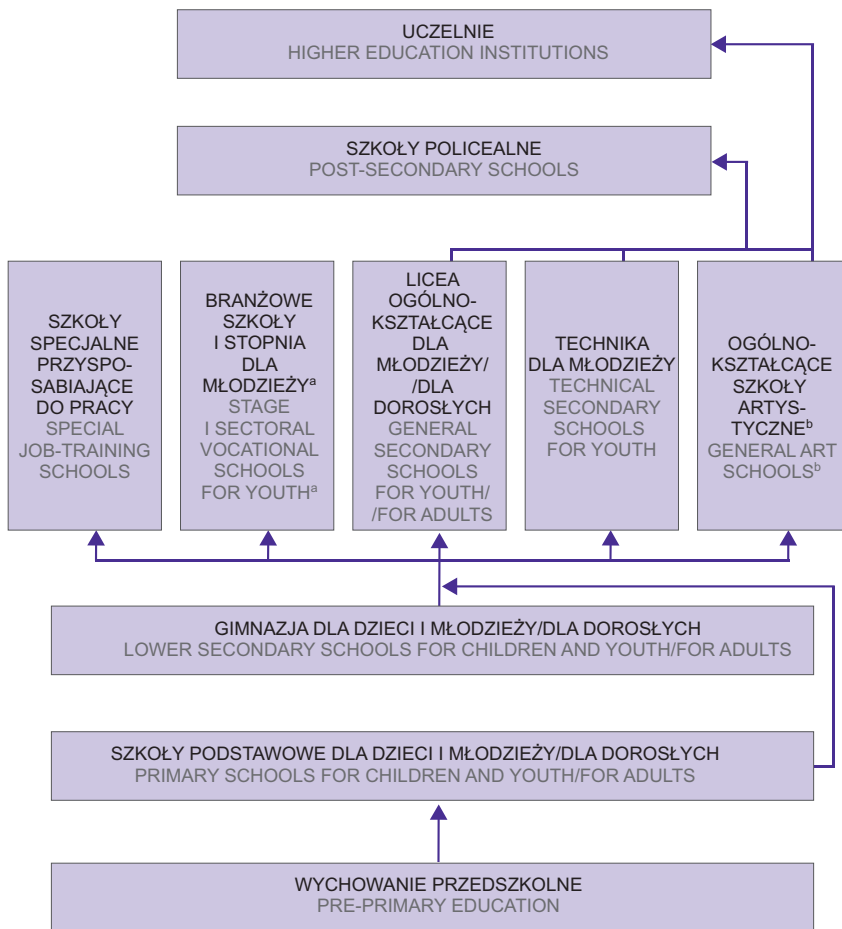 UCZELNIE
HIGHER EDUCATION INSTITUTIONS
SZKOŁY POLICEALNE
POST-SECONDARY SCHOOLS
SZKOŁY
SPECJALNE
PRZYSPO-
SABIAJĄCE
DO PRACY
SPECIAL
JOB-TRAINING
SCHOOLS
BRANŻOWE
SZKOŁY
I STOPNIA
DLA
MŁODZIEŻYᵃ
STAGE
I SECTORAL
VOCATIONAL
SCHOOLS
FOR YOUTHᵃ
LICEA
OGÓLNO-
KSZTAŁCĄCE
DLA
MŁODZIEŻY/
/DLA
DOROSŁYCH
GENERAL
SECONDARY
SCHOOLS
FOR YOUTH/
/FOR ADULTS
TECHNIKA
DLA MŁODZIEŻY
TECHNICAL
SECONDARY
SCHOOLS
FOR YOUTH
OGÓLNO-
KSZTAŁCĄCE
SZKOŁY
ARTYS-
TYCZNEᵇ
GENERAL ART
SCHOOLSᵇ
GIMNAZJA DLA DZIECI I MŁODZIEŻY/DLA DOROSŁYCH
LOWER SECONDARY SCHOOLS FOR CHILDREN AND YOUTH/FOR ADULTS
SZKOŁY PODSTAWOWE DLA DZIECI I MŁODZIEŻY/DLA DOROSŁYCH
PRIMARY SCHOOLS FOR CHILDREN AND YOUTH/FOR ADULTS
WYCHOWANIE PRZEDSZKOLNE
PRE-PRIMARY EDUCATION